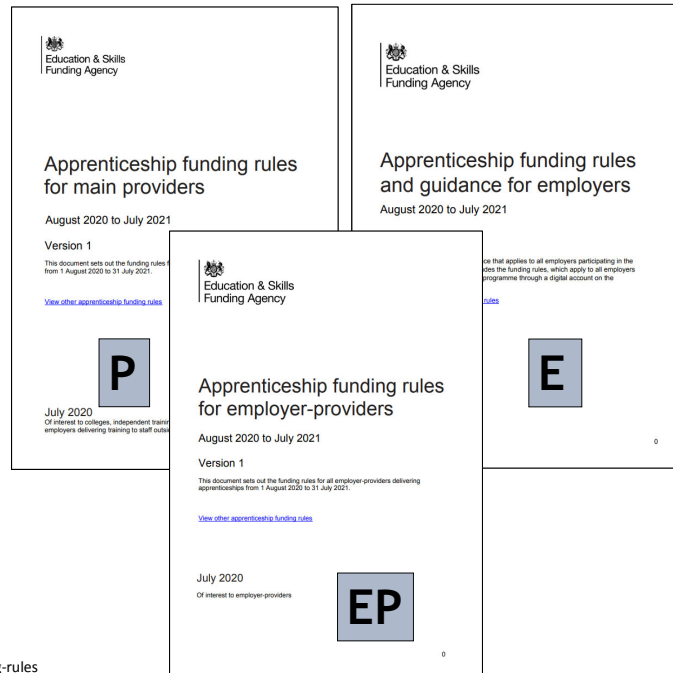 Education & Skills
Funding Agency
Apprenticeship funding rules
for main providers
August 2020 to July 2021
Version 1
This document sets out the funding rules f
from 1 August 2020 to 31 July 2021.
View other apprenticeship funding rules
P
July 2020
Of interest to colleges, independent trainin
employers delivering training to staff outsi
Education & Skills
Funding Agency
Apprenticeship funding rules
and guidance for employers
August 2020 to July 2021
ce that applies to all employers participating in the
des the funding rules, which apply to all employers
programme through a digital account on the
rules
E
0
Education & Skills
Funding Agency
Apprenticeship funding rules
for employer-providers
August 2020 to July 2021
Version 1
This document sets out the funding rules for all employer-providers delivering
apprenticeships from 1 August 2020 to 31 July 2021.
View other apprenticeship funding rules
July 2020
Of interest to employer-providers
EP
0
-rules